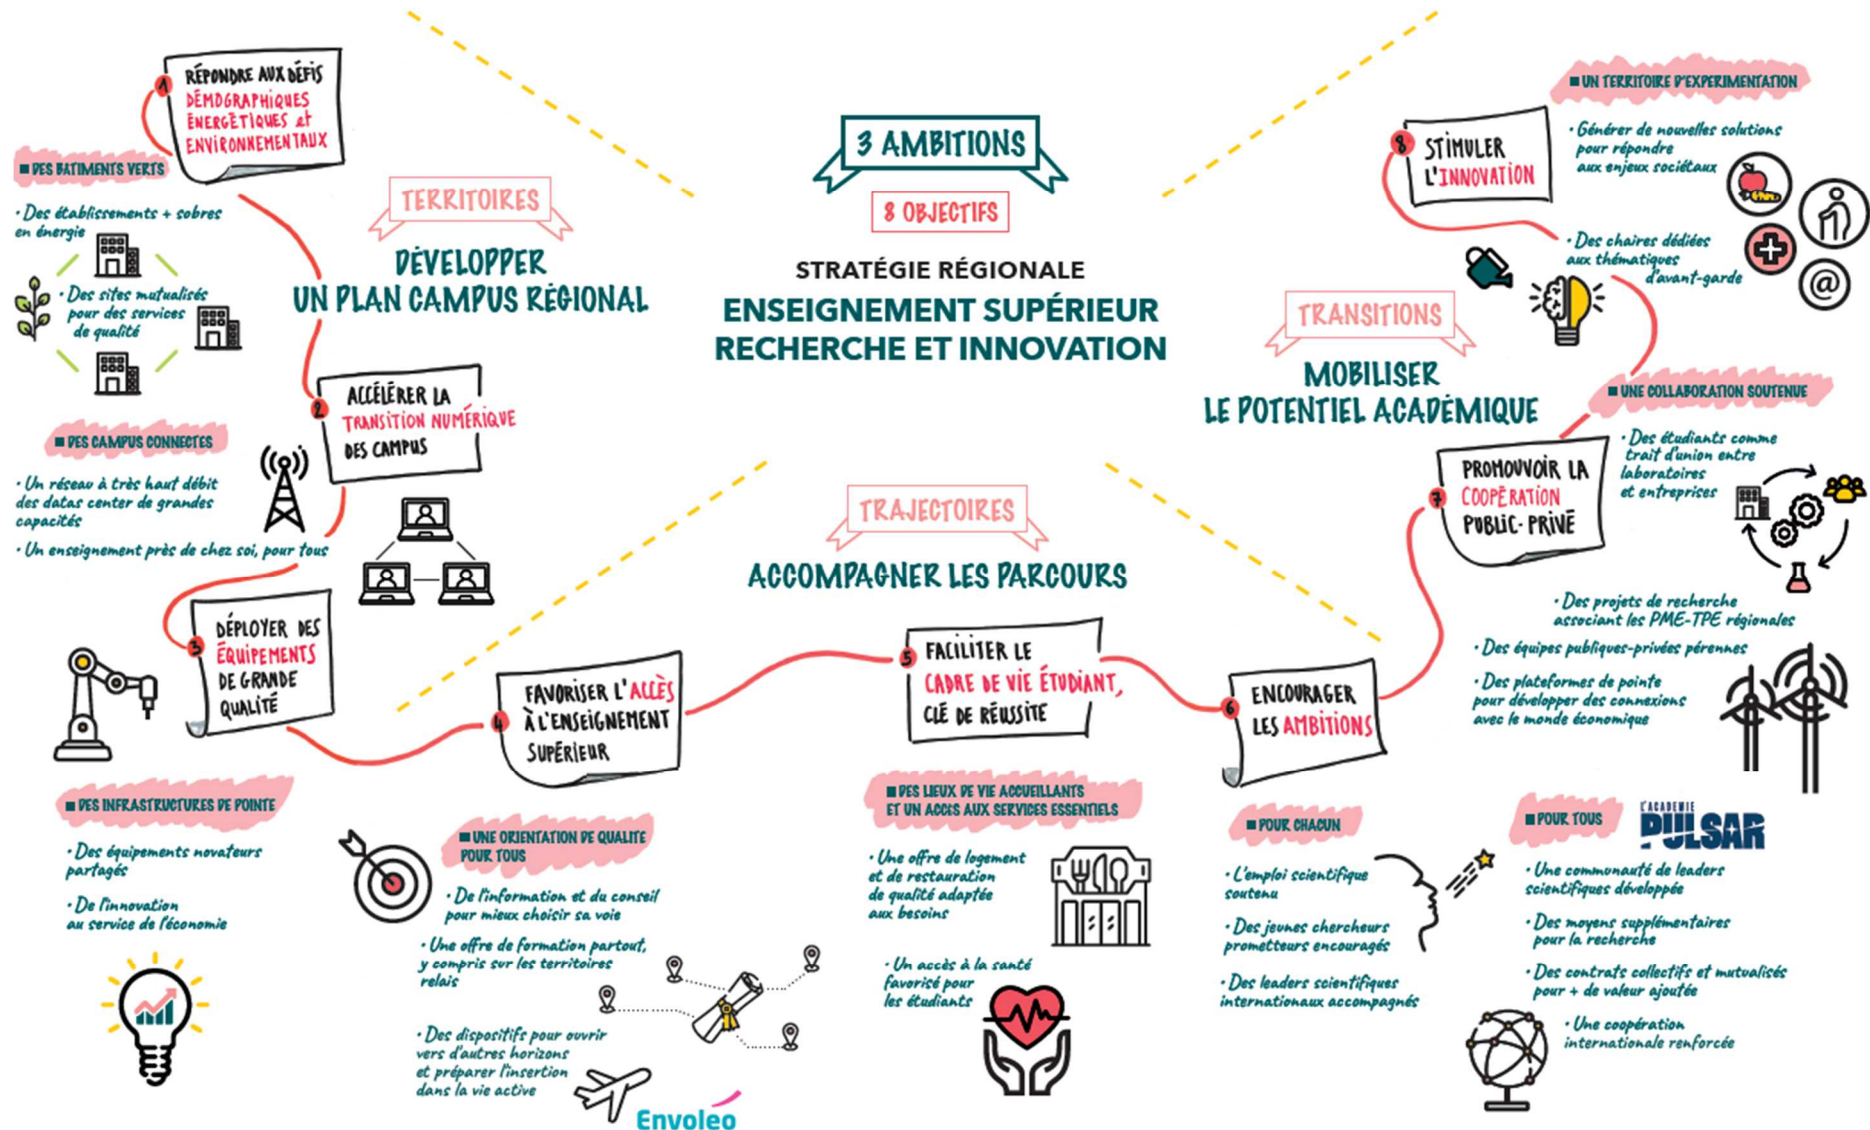 3 AMBITIONS
8 OBJECTIFS
STRATÉGIE RÉGIONALE
ENSEIGNEMENT SUPÉRIEUR
RECHERCHE ET INNOVATION
TERRITOIRES
DÉVELOPPER
UN PLAN CAMPUS RÉGIONAL
1
RÉPONDRE AUX DÉFIS
DÉMOGRAPHIQUES
ÉNERGÉTIQUES et
ENVIRONNEMENTAUX
DES BATIMENTS VERTS
• Des établissements + sobres
en énergie
• Des sites mutualisés
pour des services
de qualité
2
ACCÉLÉRER LA
TRANSITION NUMÉRIQUE
DES CAMPUS
DES CAMPUS CONNECTES
• Un réseau à très haut débit
des datas center de grandes
capacités
• Un enseignement près de chez soi, pour tous
3
DÉPLOYER DES
ÉQUIPEMENTS
DE GRANDE
QUALITÉ
DES INFRASTRUCTURES DE POINTE
• Des équipements novateurs
partagés
• De l'innovation
au service de l'économie
TRAJECTOIRES
ACCOMPAGNER LES PARCOURS
4
FAVORISER L'ACCÈS
À L'ENSEIGNEMENT
SUPÉRIEUR
UNE ORIENTATION DE QUALITE
POUR TOUS
• De l'information et du conseil
pour mieux choisir sa voie
• Une offre de formation partout,
y compris sur les territoires
relais
• Des dispositifs pour ouvrir
vers d'autres horizons
et préparer l'insertion
dans la vie active
Envoleo
5
FACILITER LE
CADRE DE VIE ÉTUDIANT,
CLÉ DE RÉUSSITE
DES LIEUX DE VIE ACCUEILLANTS
ET UN ACCES AUX SERVICES ESSENTIELS
• Une offre de logement
et de restauration
de qualité adaptée
aux besoins
• Un accès à la santé
favorisé pour
les étudiants
6
ENCOURAGER
LES AMBITIONS
POUR CHACUN
• L'emploi scientifique
soutenu
• Des jeunes chercheurs
prometteurs encouragés
• Des leaders scientifiques
internationaux accompagnés
POUR TOUS
L'ACADEMIE
PULSAR
• Une communauté de leaders
scientifiques développée
• Des moyens supplémentaires
pour la recherche
• Des contrats collectifs et mutualisés
pour + de valeur ajoutée
• Une coopération
internationale renforcée
TRANSITIONS
MOBILISER
LE POTENTIEL ACADÉMIQUE
7
PROMOUVOIR LA
COOPÉRATION
PUBLIC-PRIVÉ
UNE COLLABORATION SOUTENUE
• Des étudiants comme
trait d'union entre
laboratoires
et entreprises
• Des projets de recherche
associant les PME-TPE régionales
• Des équipes publiques-privées pérennes
• Des plateformes de pointe
pour développer des connexions
avec le monde économique
8
STIMULER
L'INNOVATION
UN TERRITOIRE D'EXPERIMENTATION
• Générer de nouvelles solutions
pour répondre
aux enjeux sociétaux
• Des chaires dédiées
aux thématiques
d'avant-garde
@